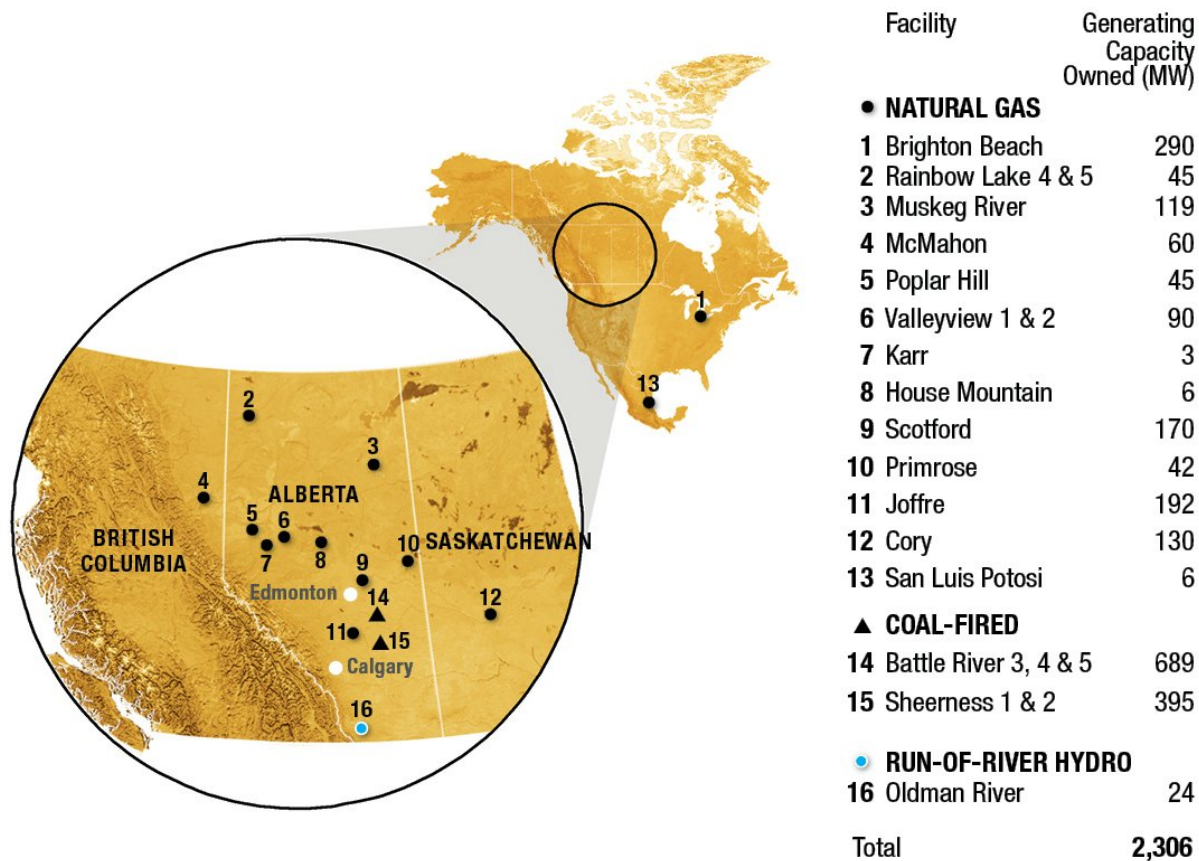 Facility Generating
Capacity
Owned (MW)
NATURAL GAS
1 Brighton Beach 290
2 Rainbow Lake 4 & 5 45
3 Muskeg River 119
4 McMahon 60
5 Poplar Hill 45
6 Valleyview 1 & 2 90
7 Karr 3
8 House Mountain 6
9 Scotford 170
10 Primrose 42
11 Joffre 192
12 Cory 130
13 San Luis Potosi 6
COAL-FIRED
14 Battle River 3, 4 & 5 689
15 Sheerness 1 & 2 395
RUN-OF-RIVER HYDRO
16 Oldman River 24
Total 2,306
1
13
2
3
4
ALBERTA
5
6
BRITISH
COLUMBIA
7
8
10
SASKATCHEWAN
9
Edmonton
14
12
11
15
Calgary
16